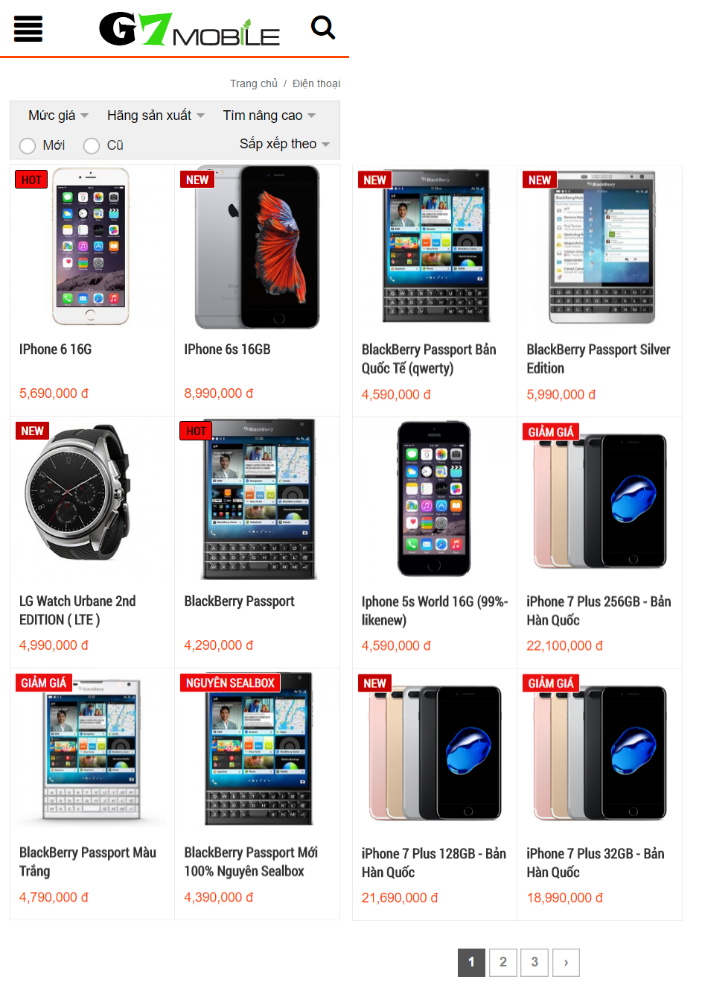 G7 MOBILE
Trang chủ / Điện thoại
Mức giá Hãng sản xuất Tìm nâng cao
Mới Cũ Sắp xếp theo
HOT
IPhone 6 16G
5,690,000 đ
NEW
IPhone 6s 16GB
8,990,000 đ
NEW
LG Watch Urbane 2nd
EDITION ( LTE )
4,990,000 đ
HOT
BlackBerry Passport
4,290,000 đ
GIẢM GIÁ
BlackBerry Passport Màu
Trắng
4,790,000 đ
NGUYÊN SEALBOX
BlackBerry Passport Mới
100% Nguyên Sealbox
4,390,000 đ
NEW
BlackBerry Passport Bản
Quốc Tế (qwerty)
4,590,000 đ
NEW
BlackBerry Passport Silver
Edition
5,990,000 đ
Iphone 5s World 16G (99%-
likenew)
4,590,000 đ
GIẢM GIÁ
iPhone 7 Plus 256GB - Bản
Hàn Quốc
22,100,000 đ
NEW
iPhone 7 Plus 128GB - Bản
Hàn Quốc
21,690,000 đ
GIẢM GIÁ
iPhone 7 Plus 32GB - Bản
Hàn Quốc
18,990,000 đ
1 2 3 ›